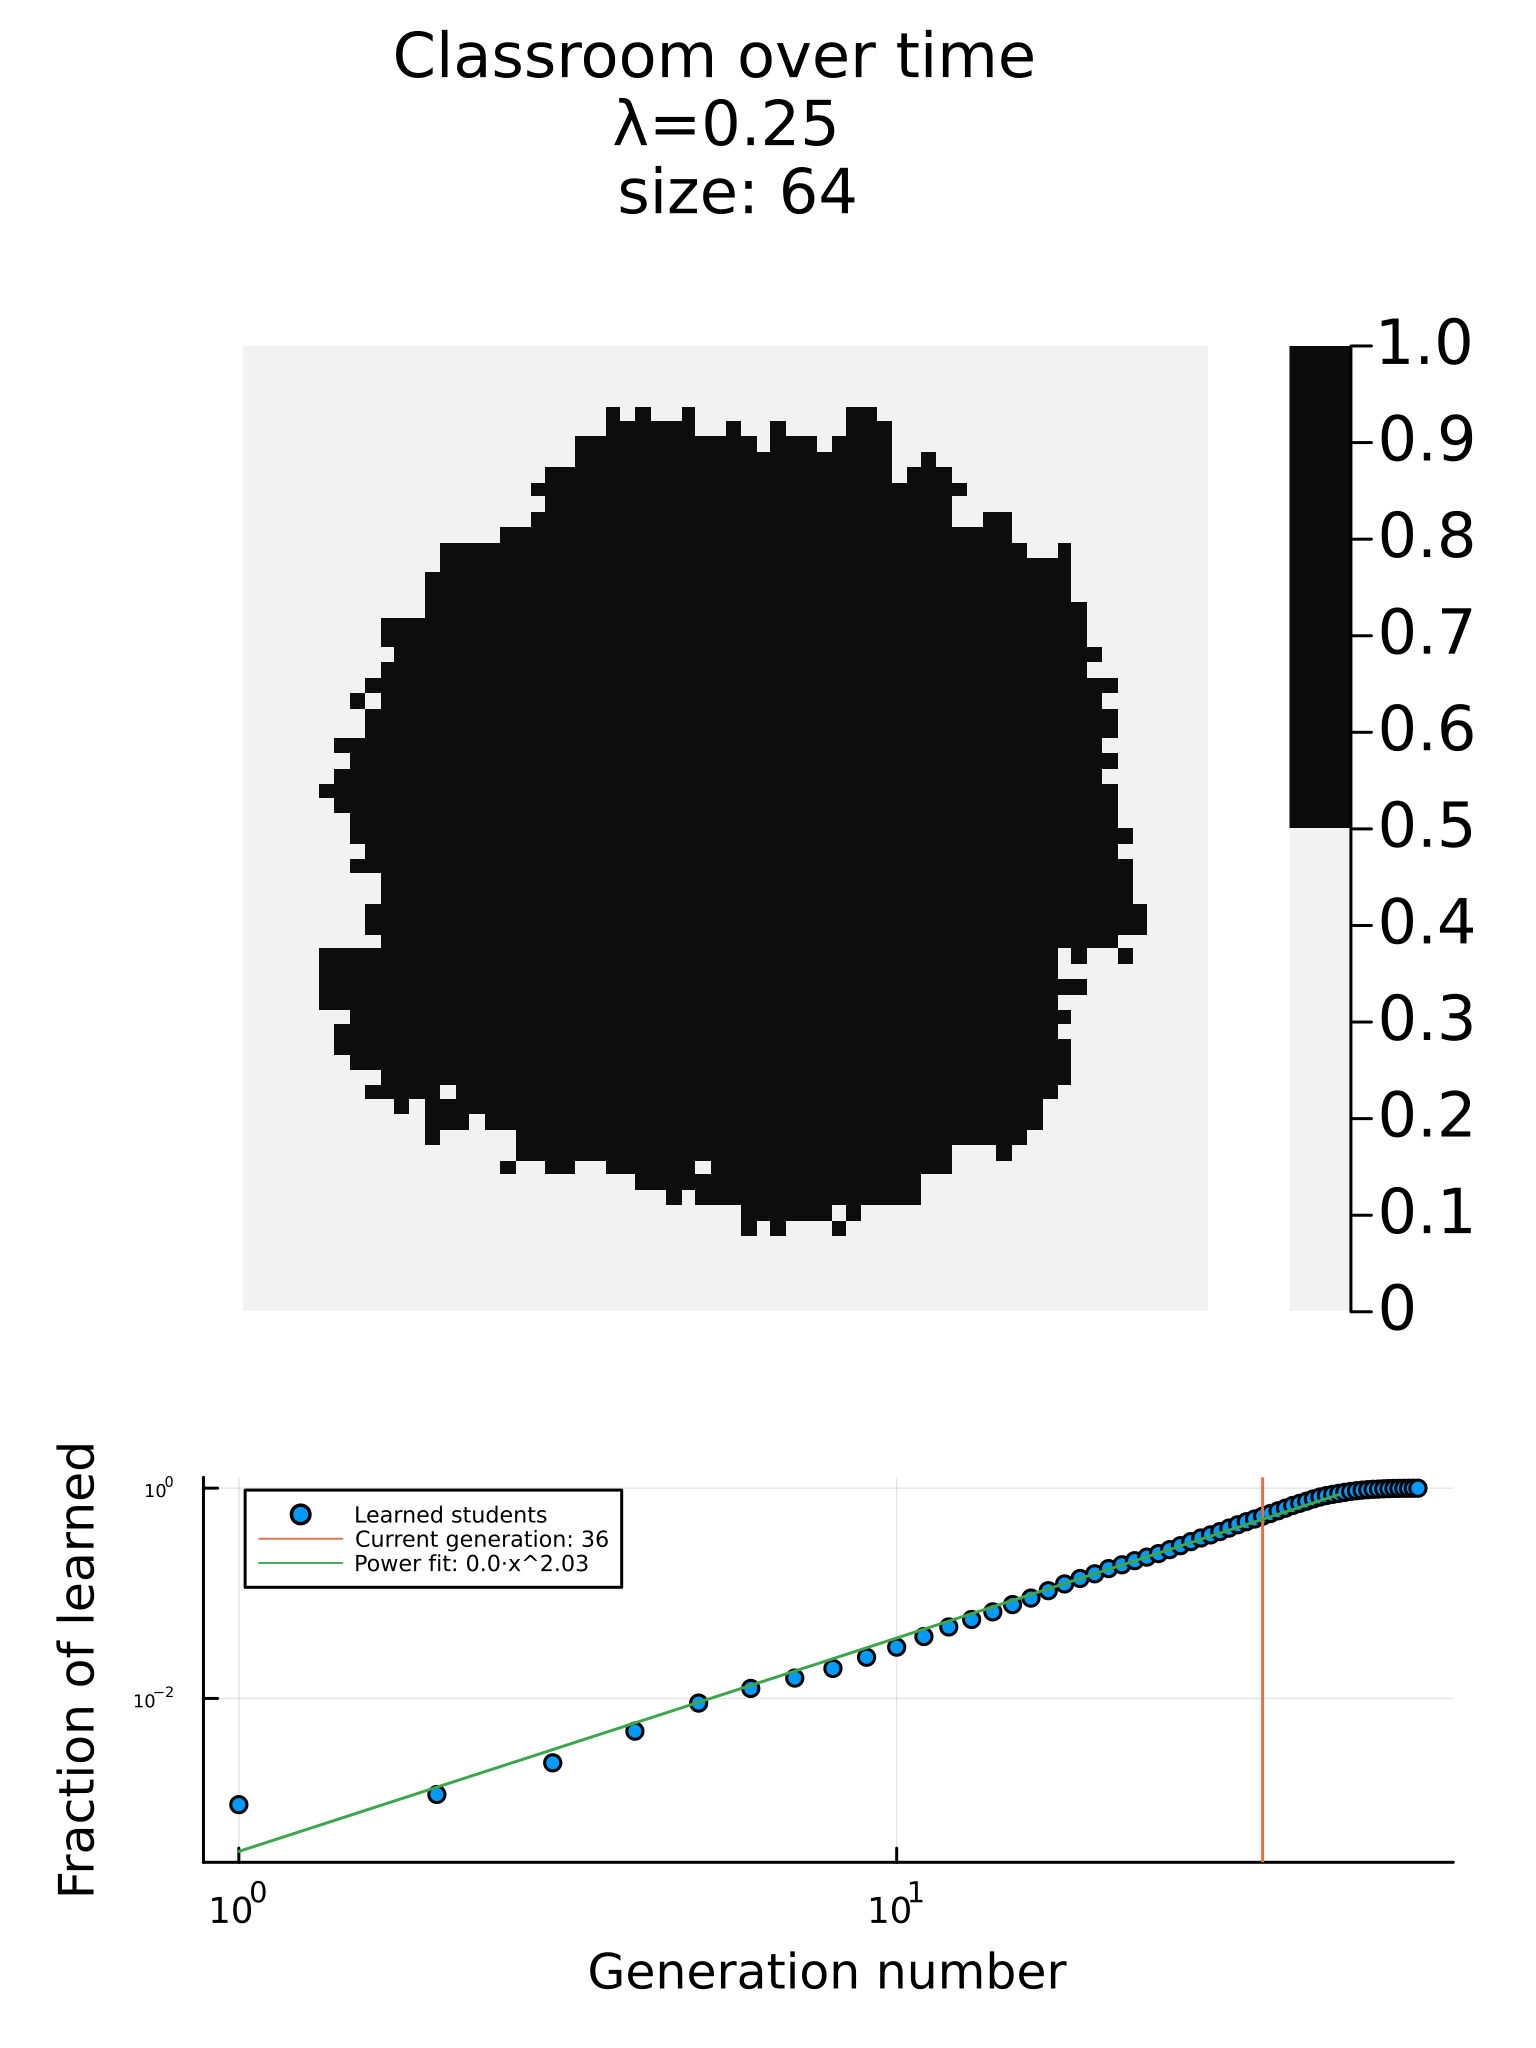 Classroom over time
λ=0.25
size: 64
1.0
0.9
0.8
0.7
0.6
0.5
0.4
0.3
0.2
0.1
0
Fraction of learned
10⁰
10⁻²
Learned students
Current generation: 36
Power fit: 0.0·x^2.03
10⁰
10¹
Generation number